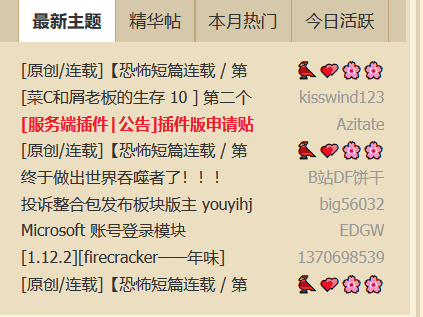 最新主题 精华帖 本月热门 今日活跃
[原创/连载]【恐怖短篇连载 / 第 🐦‍🔥❤️🌸🌸
[菜C和屑老板的生存 10 ] 第二个 kisswind123
[服务端插件|公告]插件版申请贴 Azitate
[原创/连载]【恐怖短篇连载 / 第
终于做出世界吞噬者了！！！ B站DF饼干
投诉整合包发布板块版主 youyihj big56032
Microsoft 账号登录模块 EDGW
[1.12.2][firecracker——年味] 1370698539
[原创/连载]【恐怖短篇连载 / 第